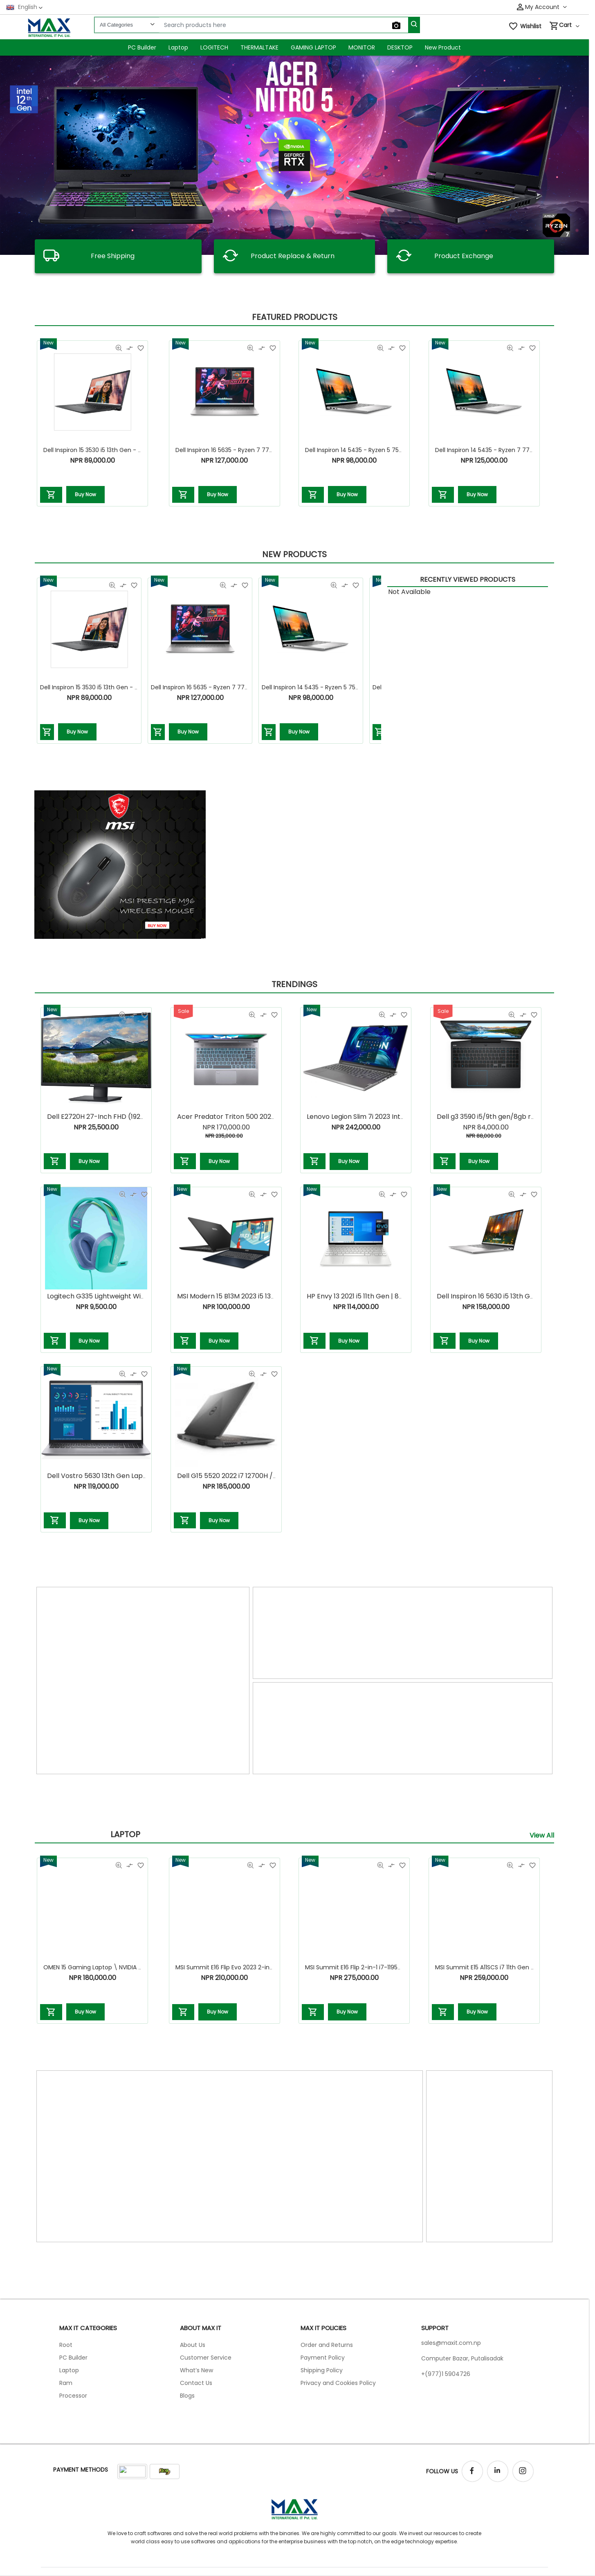 English
My Account
MAX
INTERNATIONAL IT Pvt. Ltd.
All Categories
Search products here
Wishlist
Cart
PC Builder
Laptop
LOGITECH
THERMALTAKE
GAMING LAPTOP
MONITOR
DESKTOP
New Product
intel
12th
Gen
ACER
NITRO 5
NVIDIA
GEFORCE
RTX
AMD
RYZEN
7
Free Shipping
Product Replace & Return
Product Exchange
FEATURED PRODUCTS
New
New
New
New
Dell Inspiron 15 3530 i5 13th Gen - ..
Dell Inspiron 16 5635 - Ryzen 7 77..
Dell Inspiron 14 5435 - Ryzen 5 75..
Dell Inspiron 14 5435 - Ryzen 7 77..
NPR 89,000.00
NPR 127,000.00
NPR 98,000.00
NPR 125,000.00
Buy Now
Buy Now
Buy Now
Buy Now
NEW PRODUCTS
New
New
New
Ne
RECENTLY VIEWED PRODUCTS
Not Available
Dell Inspiron 15 3530 i5 13th Gen - ..
Dell Inspiron 16 5635 - Ryzen 7 77..
Dell Inspiron 14 5435 - Ryzen 5 75..
Del
NPR 89,000.00
NPR 127,000.00
NPR 98,000.00
Buy Now
Buy Now
Buy Now
msi
MSI PRESTIGE M96
WIRELESS MOUSE
BUY NOW
TRENDINGS
New
Sale
New
Sale
Dell E2720H 27-Inch FHD (192..
Acer Predator Triton 500 202..
Lenovo Legion Slim 7i 2023 Int..
Dell g3 3590 i5/9th gen/8gb r..
NPR 25,500.00
NPR 170,000.00
NPR 235,000.00
NPR 242,000.00
NPR 84,000.00
NPR 88,000.00
Buy Now
Buy Now
Buy Now
Buy Now
New
New
New
New
Logitech G335 Lightweight Wi..
MSI Modern 15 B13M 2023 i5 13..
HP Envy 13 2021 i5 11th Gen | 8..
Dell Inspiron 16 5630 i5 13th G..
NPR 9,500.00
NPR 100,000.00
NPR 114,000.00
NPR 158,000.00
Buy Now
Buy Now
Buy Now
Buy Now
New
New
Dell Vostro 5630 13th Gen Lap..
Dell G15 5520 2022 i7 12700H / ..
NPR 119,000.00
NPR 185,000.00
Buy Now
Buy Now
LAPTOP
View All
New
New
New
New
OMEN 15 Gaming Laptop \ NVIDIA ..
MSI Summit E16 Flip Evo 2023 2-in..
MSI Summit E16 Flip 2-in-1 i7-1195..
MSI Summit E15 A11SCS i7 11th Gen ..
NPR 180,000.00
NPR 210,000.00
NPR 275,000.00
NPR 259,000.00
Buy Now
Buy Now
Buy Now
Buy Now
MAX IT CATEGORIES
Root
PC Builder
Laptop
Ram
Processor
ABOUT MAX IT
About Us
Customer Service
What's New
Contact Us
Blogs
MAX IT POLICIES
Order and Returns
Payment Policy
Shipping Policy
Privacy and Cookies Policy
SUPPORT
sales@maxit.com.np
Computer Bazar, Putalisadak
+(977)1 5904726
PAYMENT METHODS
FOLLOW US
MAX
INTERNATIONAL IT Pvt. Ltd.
We love to craft softwares and solve the real world problems with the binaries. We are highly committed to our goals. We invest our resources to create
world class easy to use softwares and applications for the enterprise business with the top notch, on the edge technology expertise.